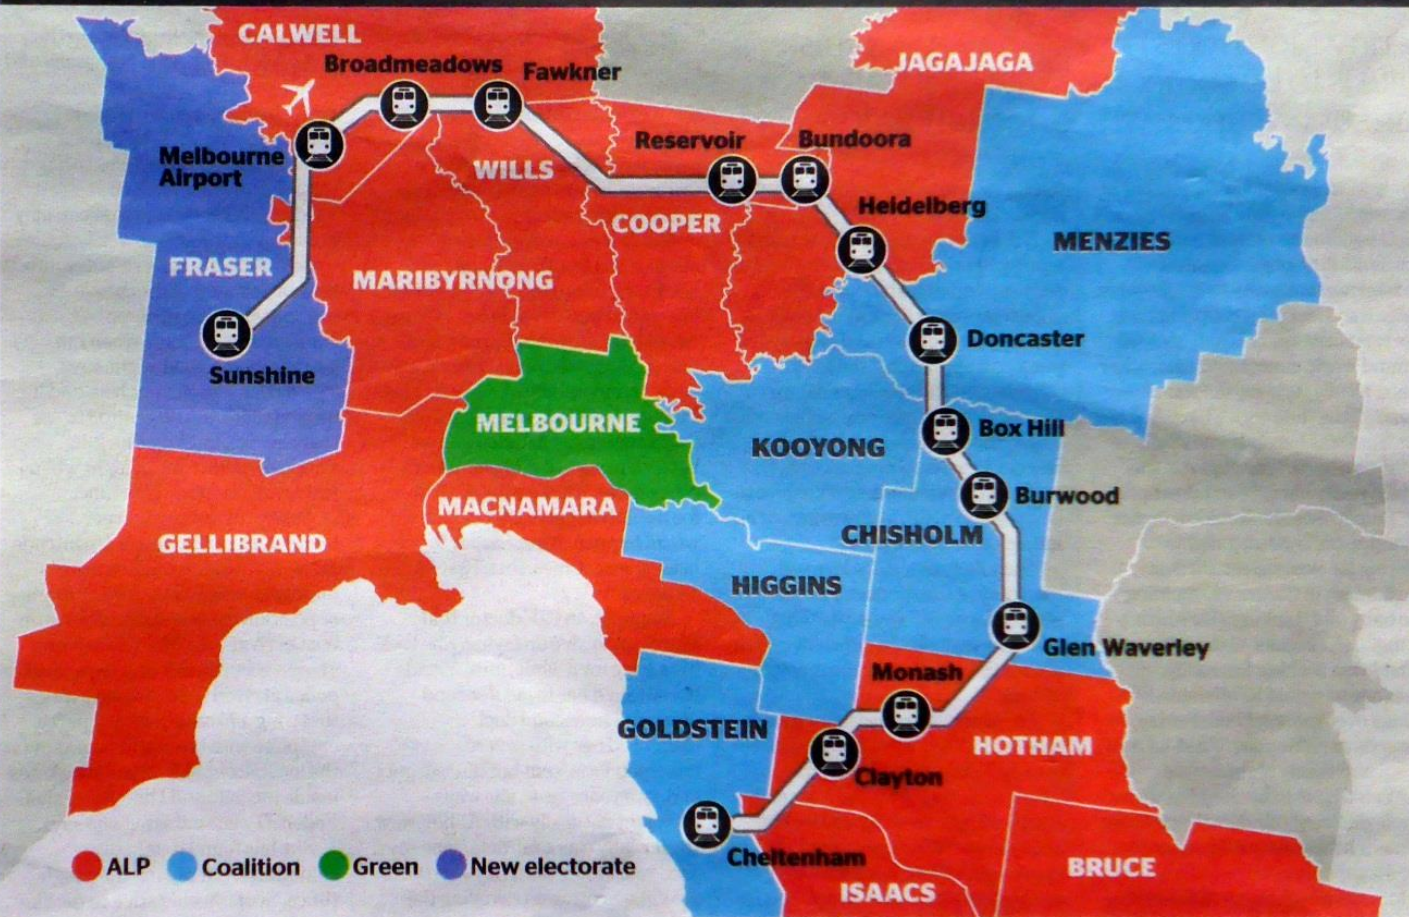 CALWELL
Broadmeadows
Fawkner
JAGAJAGA
Reservoir
Bundoora
Melbourne
Airport
WILLS
COOPER
Heidelberg
MENZIES
FRASER
MARIBYRNONG
Doncaster
Sunshine
MELBOURNE
KOOYONG
Box Hill
Burwood
MACNAMARA
CHISHOLM
GELLIBRAND
HIGGINS
Glen Waverley
Monash
GOLDSTEIN
HOTHAM
Clayton
Cheltenham
ALP
Coalition
Green
New electorate
BRUCE
ISAACS